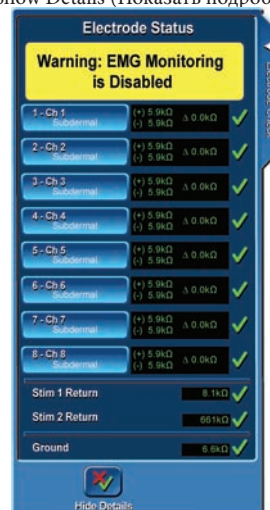 Show Details (Показать подроб
Electrode Status
Warning: EMG Monitoring
is Disabled
1 - Ch 1
Subdermal
(+) 5.9kΩ
(-) 5.9kΩ
Δ 0.0kΩ
2 - Ch 2
Subdermal
(+) 5.9kΩ
(-) 5.9kΩ
Δ 0.0kΩ
3 - Ch 3
Subdermal
(+) 5.9kΩ
(-) 5.9kΩ
Δ 0.0kΩ
4 - Ch 4
Subdermal
(+) 5.9kΩ
(-) 5.9kΩ
Δ 0.0kΩ
5 - Ch 5
Subdermal
(+) 5.9kΩ
(-) 5.9kΩ
Δ 0.0kΩ
6 - Ch 6
Subdermal
(+) 5.9kΩ
(-) 5.9kΩ
Δ 0.0kΩ
7 - Ch 7
Subdermal
(+) 5.9kΩ
(-) 5.9kΩ
Δ 0.0kΩ
8 - Ch 8
Subdermal
(+) 5.9kΩ
(-) 5.9kΩ
Δ 0.0kΩ
Stim 1 Return
8.1kΩ
Stim 2 Return
661kΩ
Ground
6.6kΩ
Hide Details